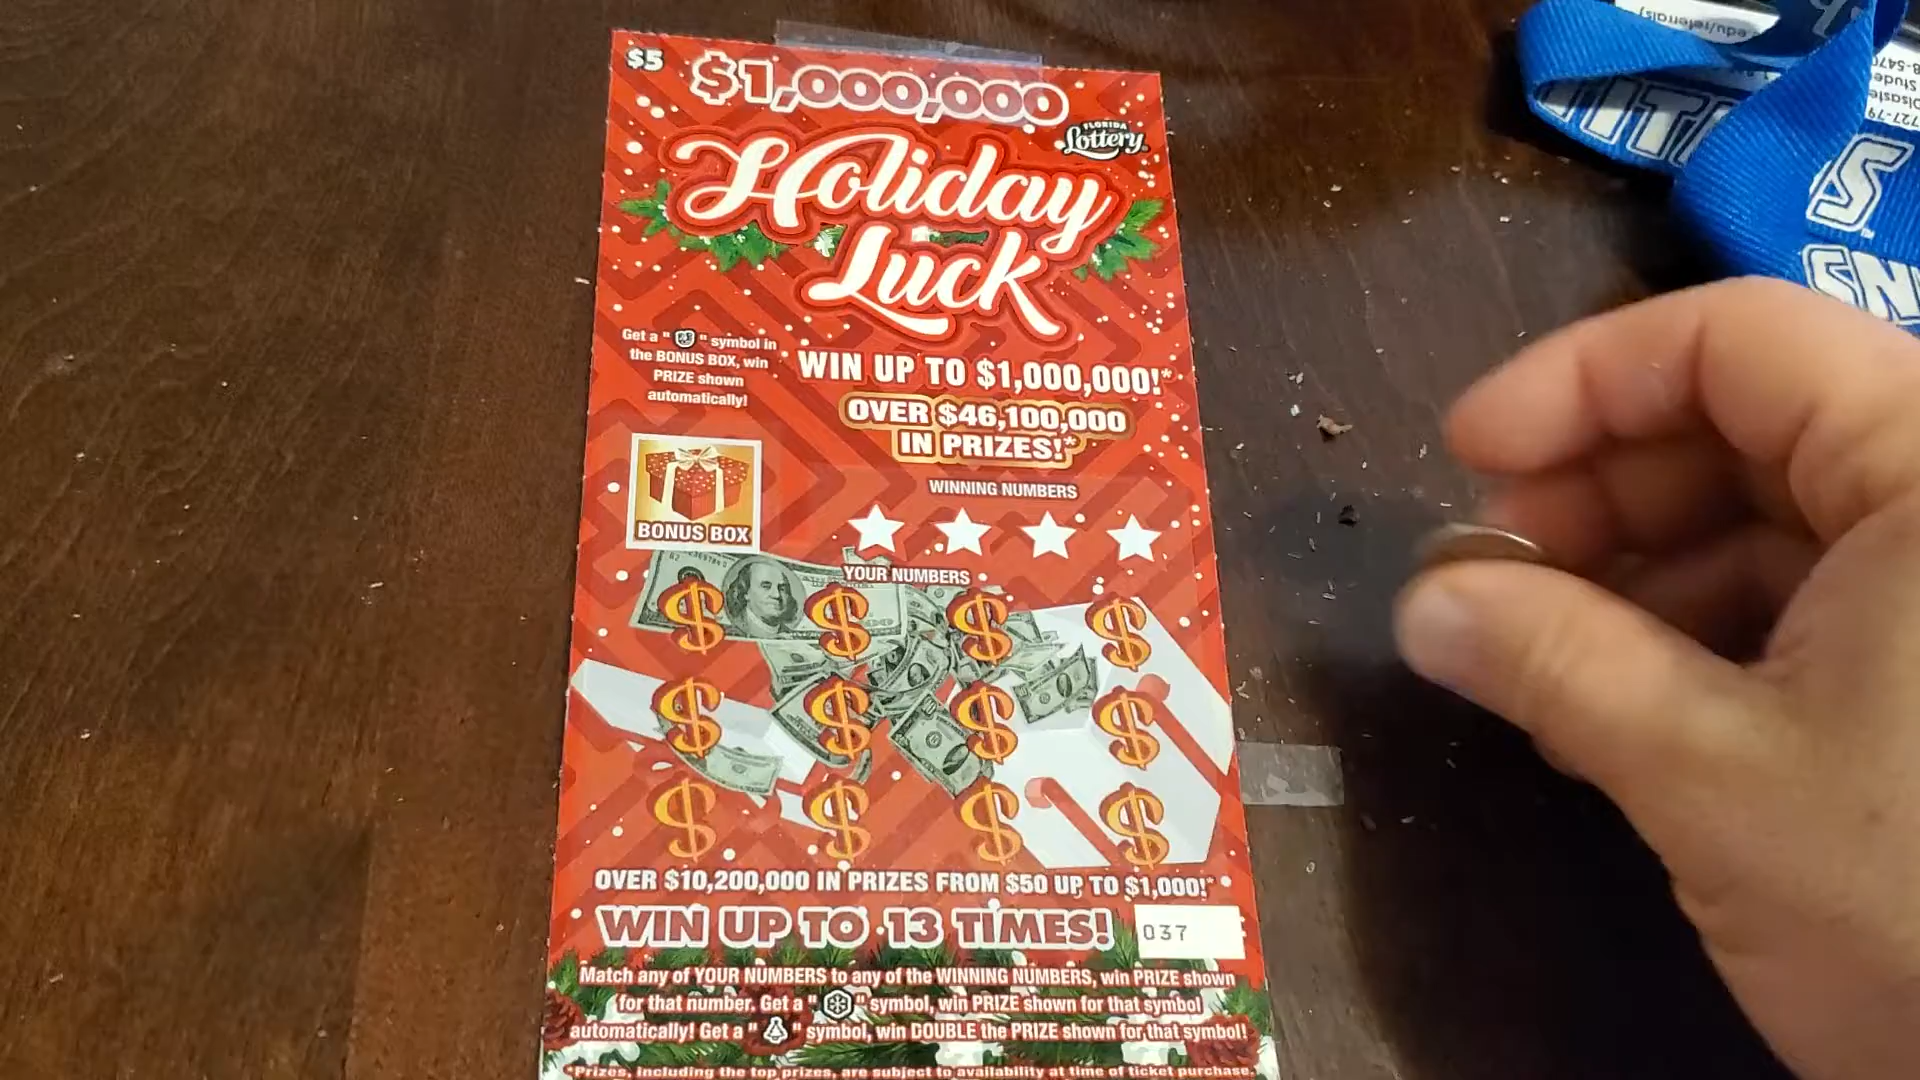 $5
$1,000,000
FLORIDA
Lottery
Holiday
Luck
Get a " " symbol in
the BONUS BOX, win
PRIZE shown
automatically!
WIN UP TO $1,000,000!*
OVER $46,100,000
IN PRIZES!*
BONUS BOX
WINNING NUMBERS
YOUR NUMBERS
$ $ $ $
$ $ $ $
$ $ $ $
OVER $10,200,000 IN PRIZES FROM $50 UP TO $1,000!*
WIN UP TO 13 TIMES!
037
Match any of YOUR NUMBERS to any of the WINNING NUMBERS, win PRIZE shown
for that number. Get a " " symbol, win PRIZE shown for that symbol
automatically! Get a " " symbol, win DOUBLE the PRIZE shown for that symbol!
*Prizes, including the top prizes, are subject to availability at time of ticket purchase.
.edu/referrals)
727-79
TITA
S